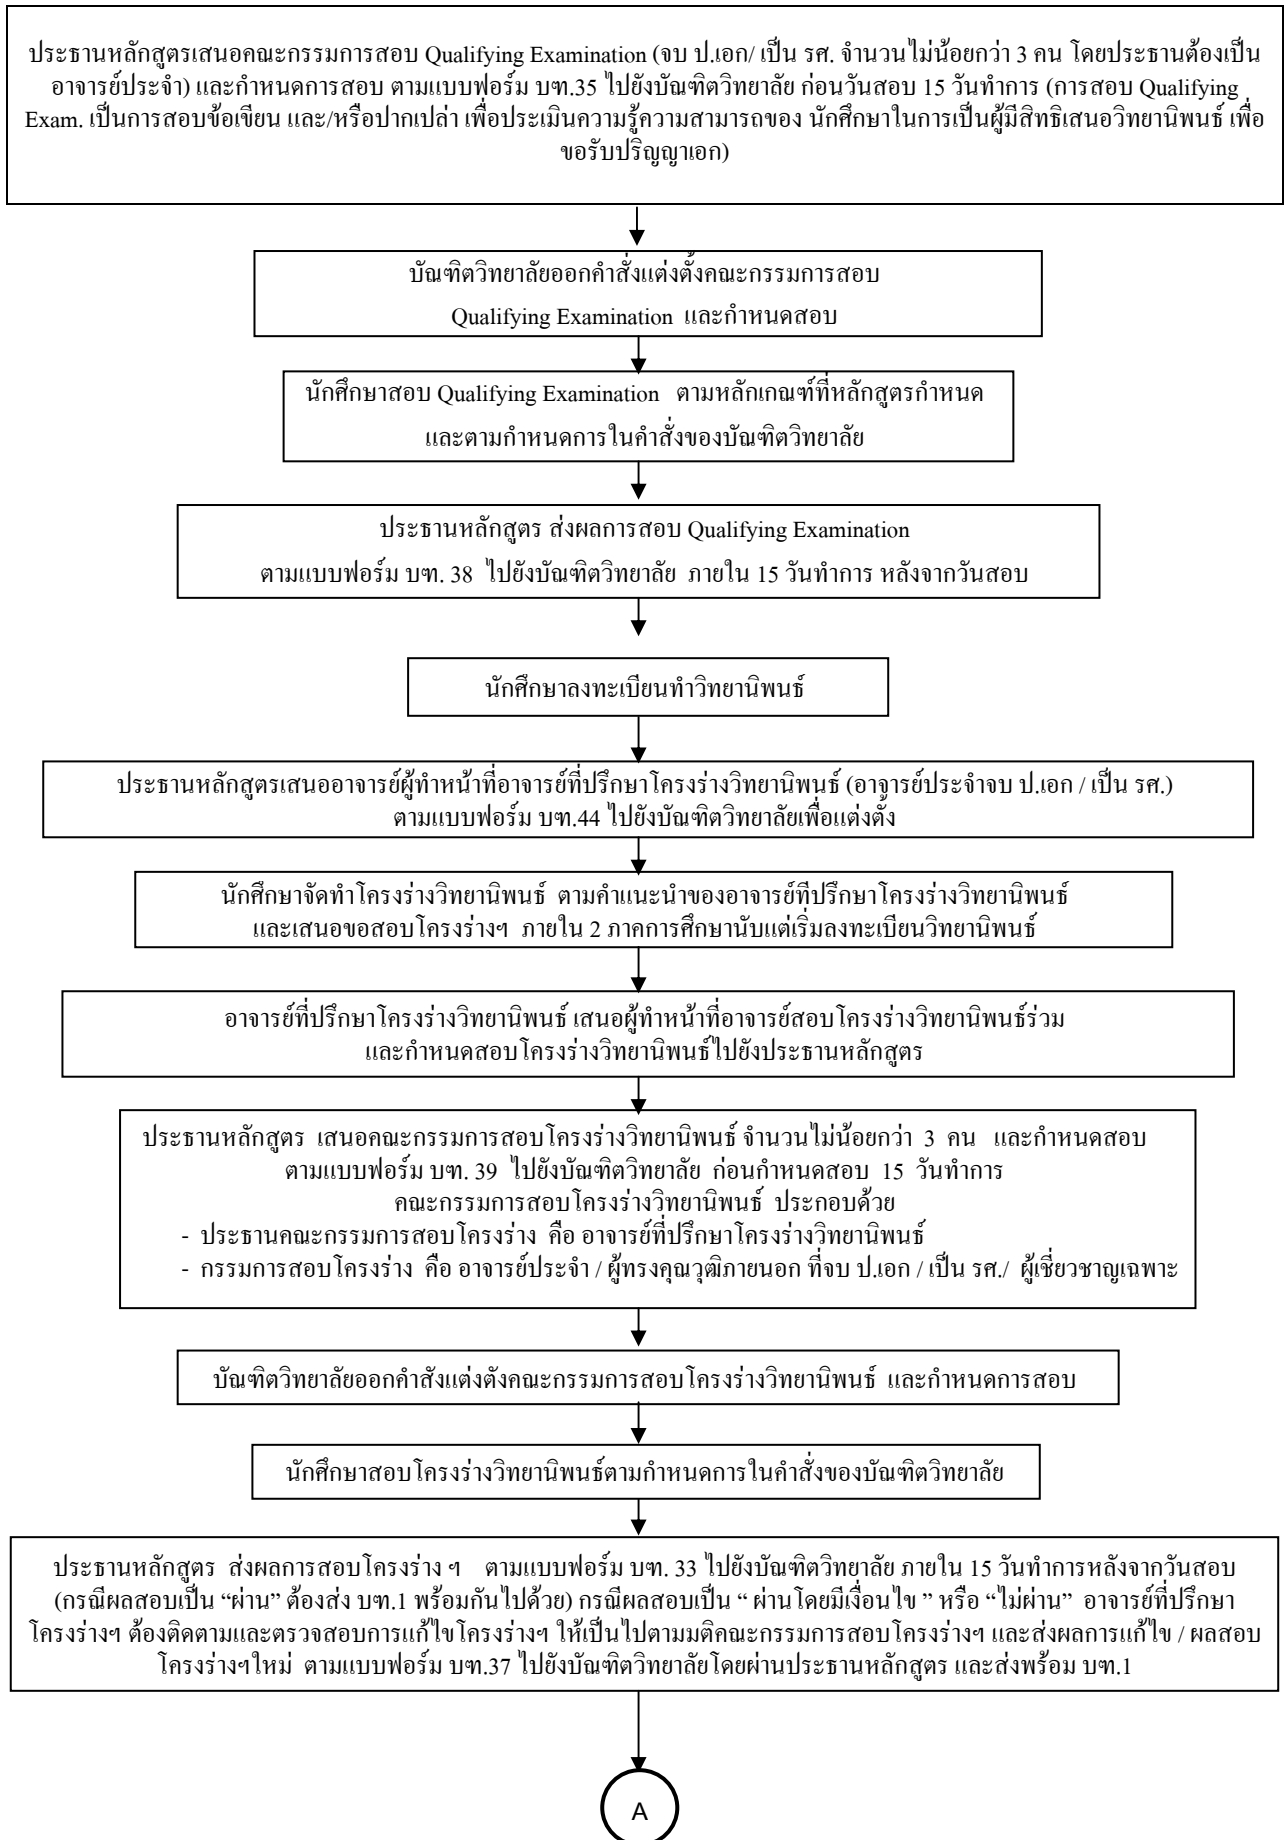 ประธานหลักสูตรเสนอคณะกรรมการสอบ Qualifying Examination (จบ ป.เอก/ เป็น รศ. จำนวนไม่น้อยกว่า 3 คน โดยประธานต้องเป็น
อาจารย์ประจำ) และกำหนดการสอบ ตามแบบฟอร์ม บฑ.35 ไปยังบัณฑิตวิทยาลัย ก่อนวันสอบ 15 วันทำการ (การสอบ Qualifying
Exam. เป็นการสอบข้อเขียน และ/หรือปากเปล่า เพื่อประเมินความรู้ความสามารถของ นักศึกษาในการเป็นผู้มีสิทธิเสนอวิทยานิพนธ์ เพื่อ
ขอรับปริญญาเอก)
บัณฑิตวิทยาลัยออกคำสั่งแต่งตั้งคณะกรรมการสอบ
Qualifying Examination และกำหนดสอบ
นักศึกษาสอบ Qualifying Examination ตามหลักเกณฑ์ที่หลักสูตรกำหนด
และตามกำหนดการในคำสั่งของบัณฑิตวิทยาลัย
ประธานหลักสูตร ส่งผลการสอบ Qualifying Examination
ตามแบบฟอร์ม บฑ. 38 ไปยังบัณฑิตวิทยาลัย ภายใน 15 วันทำการ หลังจากวันสอบ
นักศึกษาลงทะเบียนทำวิทยานิพนธ์
ประธานหลักสูตรเสนออาจารย์ผู้ทำหน้าที่อาจารย์ที่ปรึกษาโครงร่างวิทยานิพนธ์ (อาจารย์ประจำจบ ป.เอก / เป็น รศ.)
ตามแบบฟอร์ม บฑ.44 ไปยังบัณฑิตวิทยาลัยเพื่อแต่งตั้ง
นักศึกษาจัดทำโครงร่างวิทยานิพนธ์ ตามคำแนะนำของอาจารย์ที่ปรึกษาโครงร่างวิทยานิพนธ์
และเสนอขอสอบโครงร่างฯ ภายใน 2 ภาคการศึกษานับแต่เริ่มลงทะเบียนวิทยานิพนธ์
อาจารย์ที่ปรึกษาโครงร่างวิทยานิพนธ์ เสนอผู้ทำหน้าที่อาจารย์สอบโครงร่างวิทยานิพนธ์ร่วม
และกำหนดสอบโครงร่างวิทยานิพนธ์ไปยังประธานหลักสูตร
ประธานหลักสูตร เสนอคณะกรรมการสอบโครงร่างวิทยานิพนธ์ จำนวนไม่น้อยกว่า 3 คน และกำหนดสอบ
ตามแบบฟอร์ม บฑ. 39 ไปยังบัณฑิตวิทยาลัย ก่อนกำหนดสอบ 15 วันทำการ
คณะกรรมการสอบโครงร่างวิทยานิพนธ์ ประกอบด้วย
- ประธานคณะกรรมการสอบโครงร่าง คือ อาจารย์ที่ปรึกษาโครงร่างวิทยานิพนธ์
- กรรมการสอบโครงร่าง คือ อาจารย์ประจำ / ผู้ทรงคุณวุฒิภายนอก ที่จบ ป.เอก / เป็น รศ./ ผู้เชี่ยวชาญเฉพาะ
บัณฑิตวิทยาลัยออกคำสั่งแต่งตั้งคณะกรรมการสอบโครงร่างวิทยานิพนธ์ และกำหนดการสอบ
นักศึกษาสอบโครงร่างวิทยานิพนธ์ตามกำหนดการในคำสั่งของบัณฑิตวิทยาลัย
ประธานหลักสูตร ส่งผลการสอบโครงร่าง ฯ ตามแบบฟอร์ม บฑ. 33 ไปยังบัณฑิตวิทยาลัย ภายใน 15 วันทำการหลังจากวันสอบ
(กรณีผลสอบเป็น “ผ่าน” ต้องส่ง บฑ.1 พร้อมกันไปด้วย) กรณีผลสอบเป็น “ ผ่านโดยมีเงื่อนไข ” หรือ “ไม่ผ่าน” อาจารย์ที่ปรึกษา
โครงร่างฯ ต้องติดตามและตรวจสอบการแก้ไขโครงร่างฯ ให้เป็นไปตามมติคณะกรรมการสอบโครงร่างฯ และส่งผลการแก้ไข / ผลสอบ
โครงร่างฯใหม่ ตามแบบฟอร์ม บฑ.37 ไปยังบัณฑิตวิทยาลัยโดยผ่านประธานหลักสูตร และส่งพร้อม บฑ.1
A